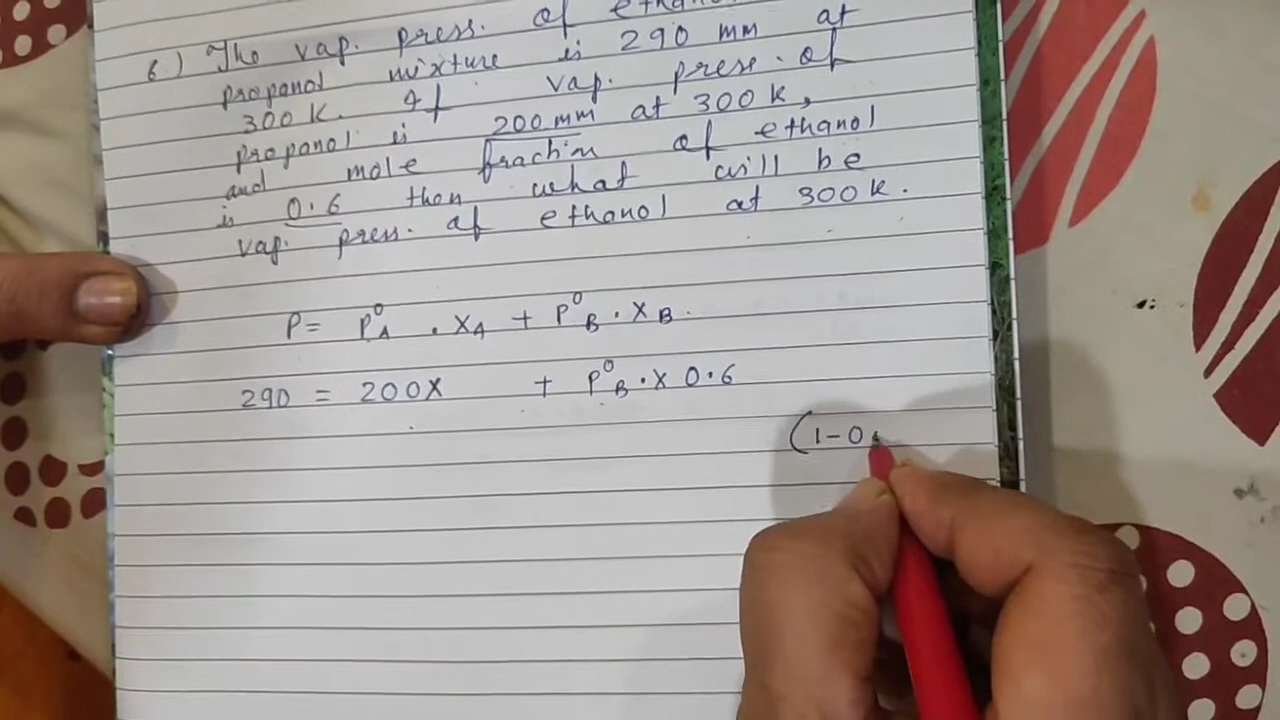 6) The vap. press. of ethanol
propanol mixture is 290 mm at
300 K. If vap. press. of
propanol is 200 mm at 300 K,
and mole fraction of ethanol
is 0.6 then what will be
vap. press. of ethanol at 300 K.
P = P°A . XA + P°B . XB.
290 = 200 X + P°B . X 0.6
(1-0.